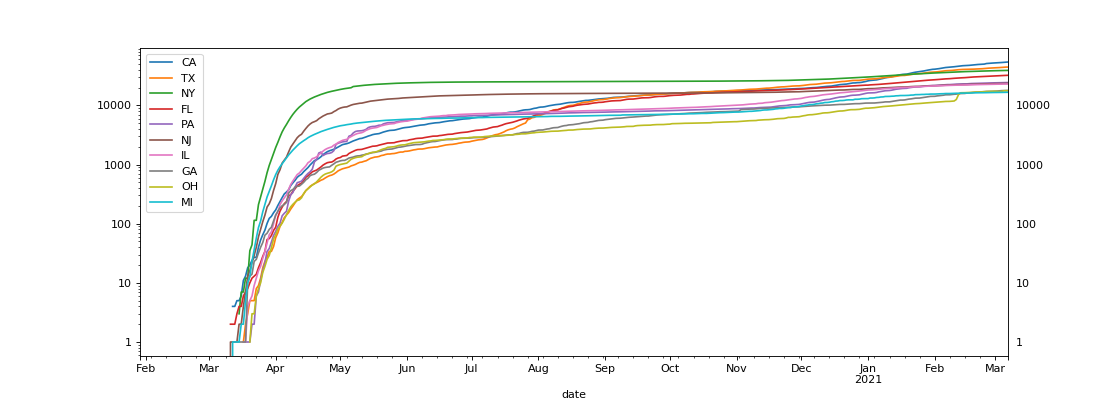 CA
TX
NY
FL
PA
NJ
IL
GA
OH
MI
10000 10000
1000 1000
100 100
10 10
1 1
Feb Mar Apr May Jun Jul Aug Sep Oct Nov Dec Jan Feb Mar
2021
date